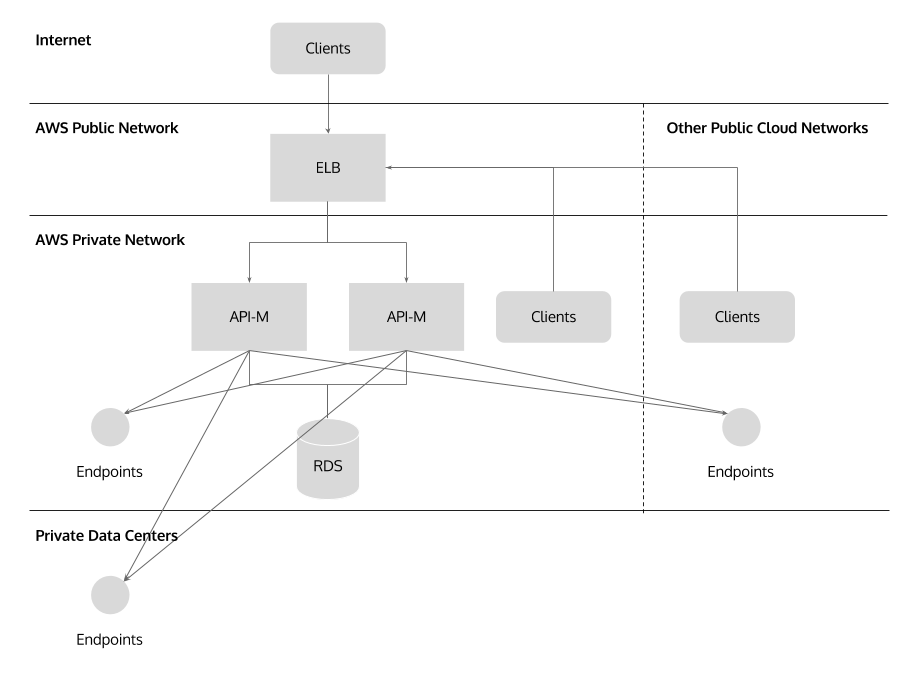 Internet
Clients
AWS Public Network
Other Public Cloud Networks
ELB
AWS Private Network
API-M
API-M
Clients
Clients
RDS
Endpoints
Endpoints
Private Data Centers
Endpoints